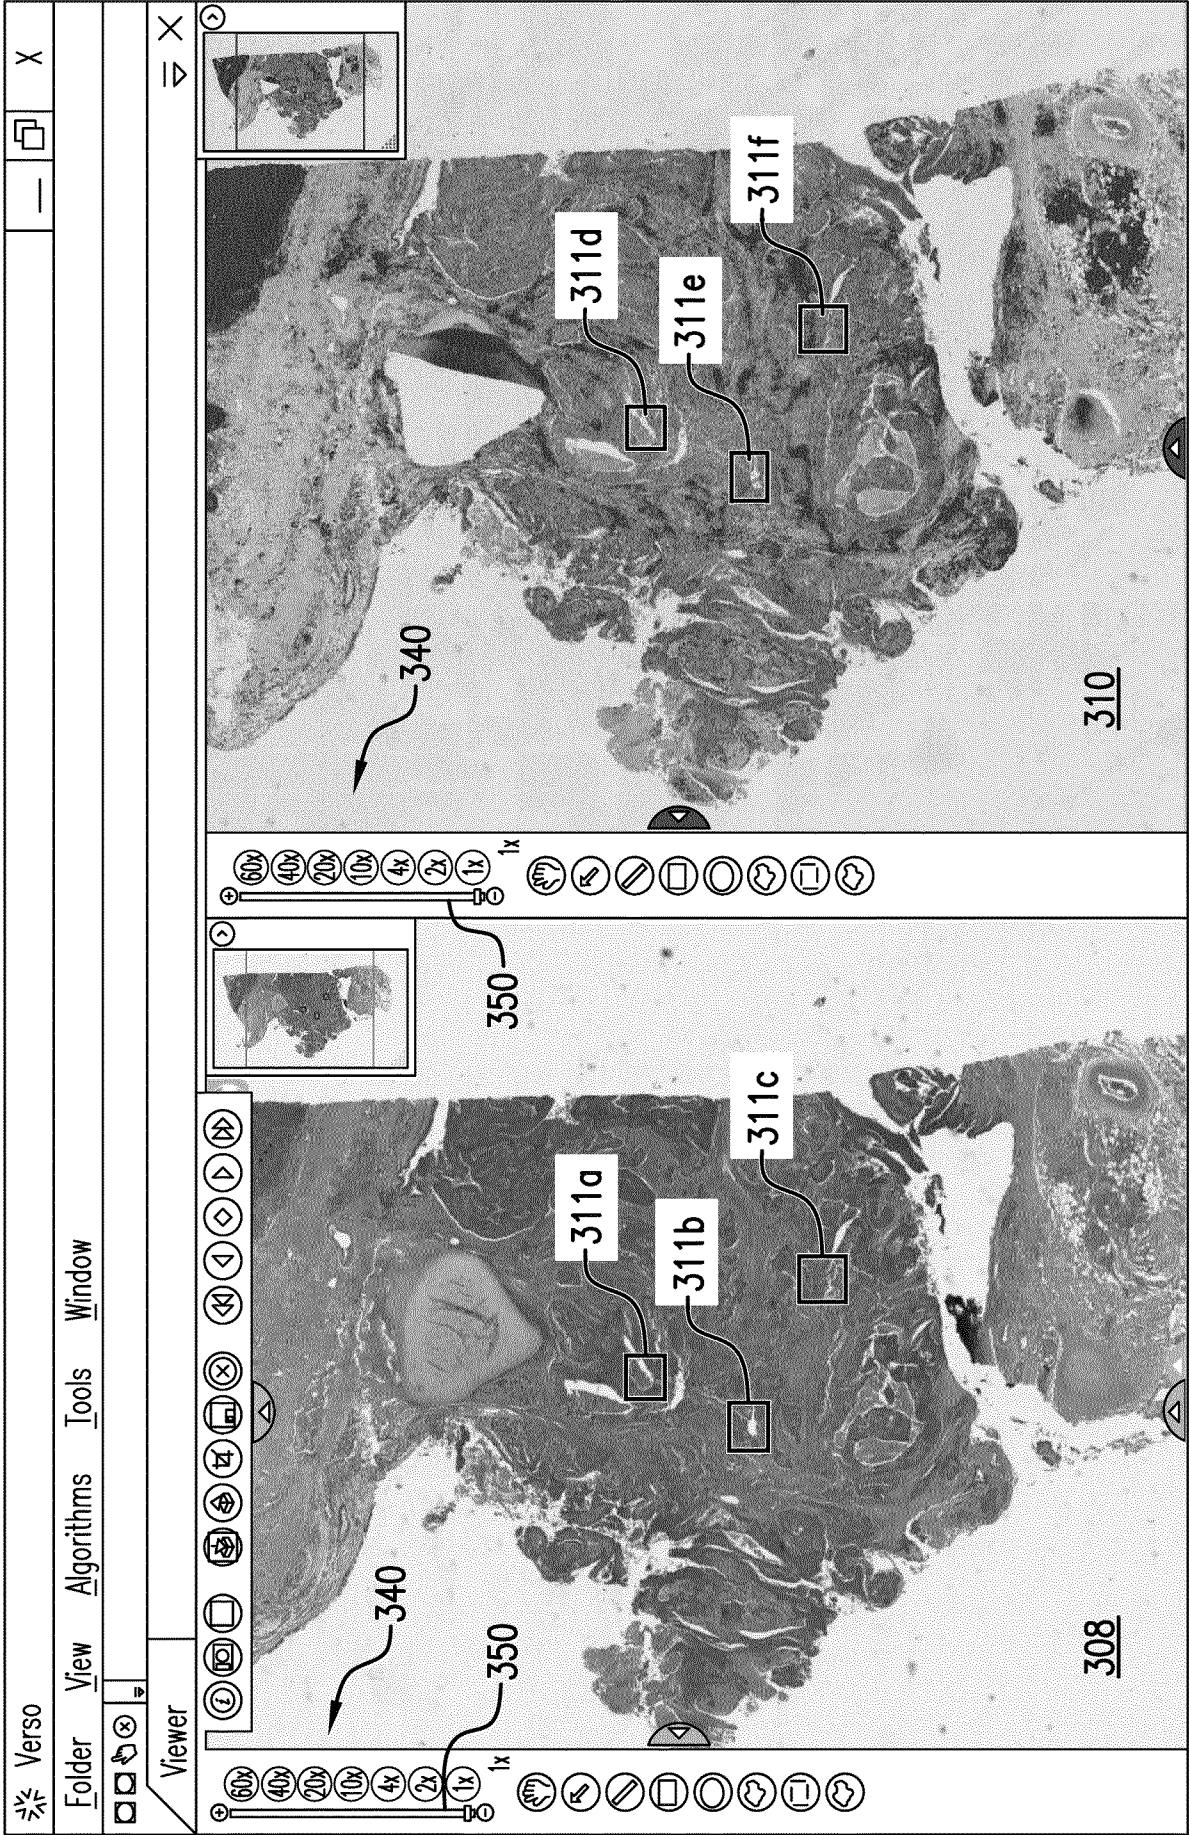 Verso
Folder View Algorithms Tools Window
Viewer
60x
40x
20x
10x
4x
2x
1x
1x
350
340
308
311a
311b
311c
60x
40x
20x
10x
4x
2x
1x
1x
350
340
310
311d
311e
311f